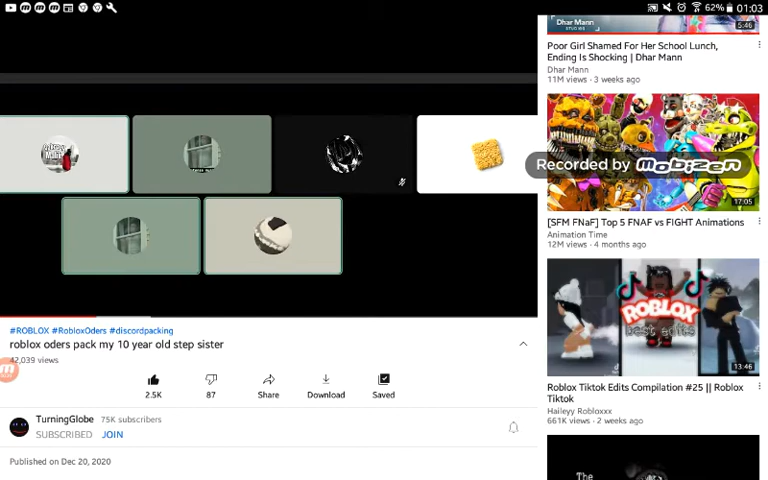 62% 01:03
Dhar Mann
STUDIOS
5:46
Poor Girl Shamed For Her School Lunch,
Ending Is Shocking | Dhar Mann
Dhar Mann
11M views · 3 weeks ago
Recorded by mobizen
17:05
[SFM FNaF] Top 5 FNAF vs FIGHT Animations
Animation Time
12M views · 4 months ago
ROBLOX
best edits
13:46
Roblox Tiktok Edits Compilation #25 || Roblox
Tiktok
Haileyy Robloxxx
661K views · 2 weeks ago
The
#ROBLOX #RobloxOders #discordpacking
roblox oders pack my 10 year old step sister
42,039 views
2.5K
87
Share
Download
Saved
TurningGlobe 75K subscribers
SUBSCRIBED JOIN
Published on Dec 20, 2020